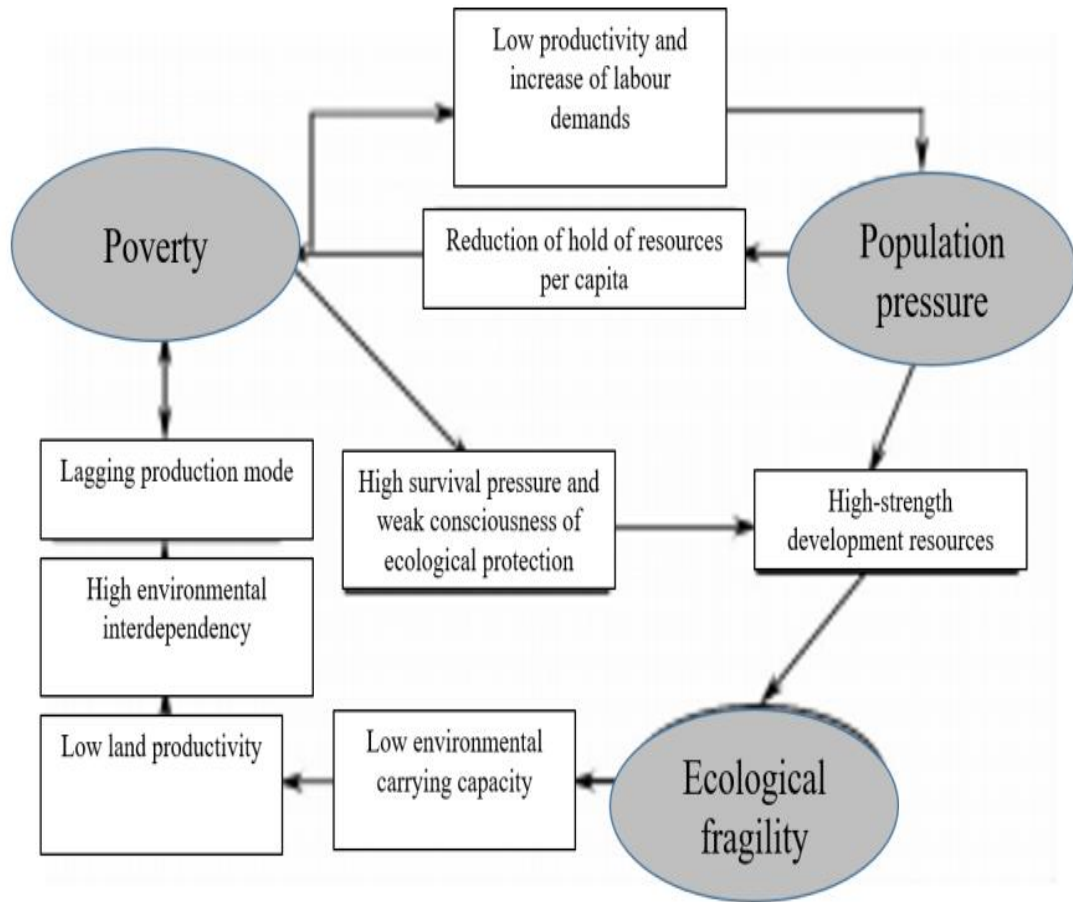 Low productivity and
increase of labour
demands
Poverty
Reduction of hold of resources
per capita
Population
pressure
Lagging production mode
High survival pressure and
weak consciousness of
ecological protection
High-strength
development resources
High environmental
interdependency
Low land productivity
Low environmental
carrying capacity
Ecological
fragility